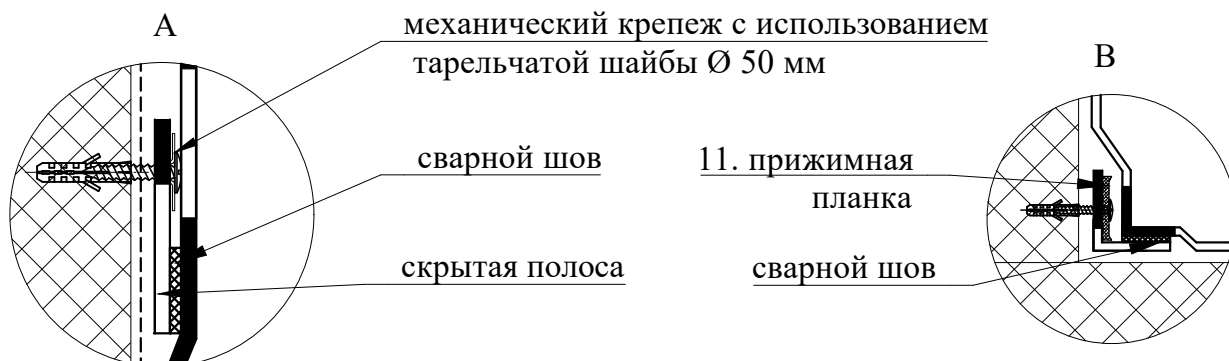 А
механический крепеж с использованием
тарельчатой шайбы Ø 50 мм
сварной шов
скрытая полоса
В
11. прижимная
планка
сварной шов